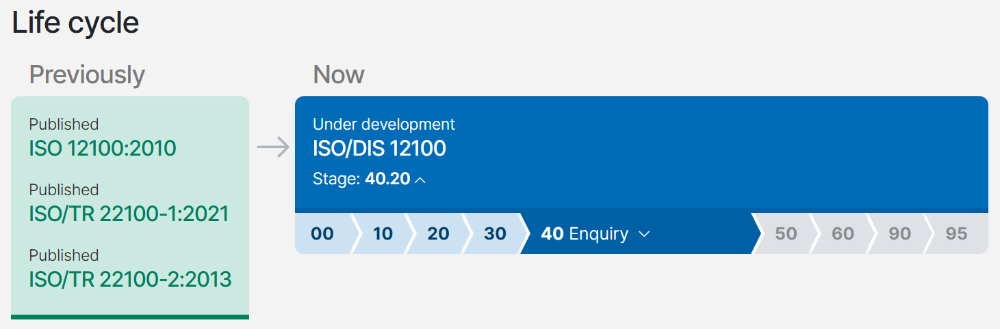 Life cycle
Previously
Published
ISO 12100:2010
Published
ISO/TR 22100-1:2021
Published
ISO/TR 22100-2:2013
Now
Under development
ISO/DIS 12100
Stage: 40.20
00 10 20 30 40 Enquiry 50 60 90 95